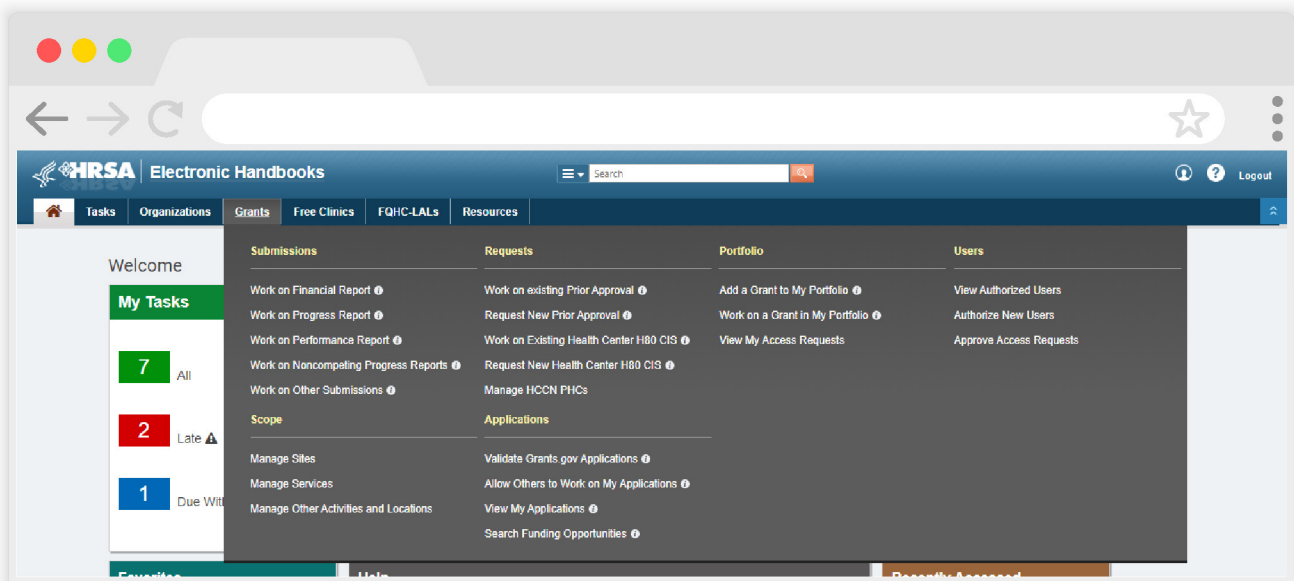 HRSA Electronic Handbooks
Search
Logout
Tasks Organizations Grants Free Clinics FQHC-LALs Resources
Welcome
My Tasks
7 All
2 Late
1 Due Wit
Submissions
Work on Financial Report
Work on Progress Report
Work on Performance Report
Work on Noncompeting Progress Reports
Work on Other Submissions
Scope
Manage Sites
Manage Services
Manage Other Activities and Locations
Requests
Work on existing Prior Approval
Request New Prior Approval
Work on Existing Health Center H80 CIS
Request New Health Center H80 CIS
Manage HCCN PHCs
Applications
Validate Grants.gov Applications
Allow Others to Work on My Applications
View My Applications
Search Funding Opportunities
Portfolio
Add a Grant to My Portfolio
Work on a Grant in My Portfolio
View My Access Requests
Users
View Authorized Users
Authorize New Users
Approve Access Requests
Favorites
Help
Recently Accessed